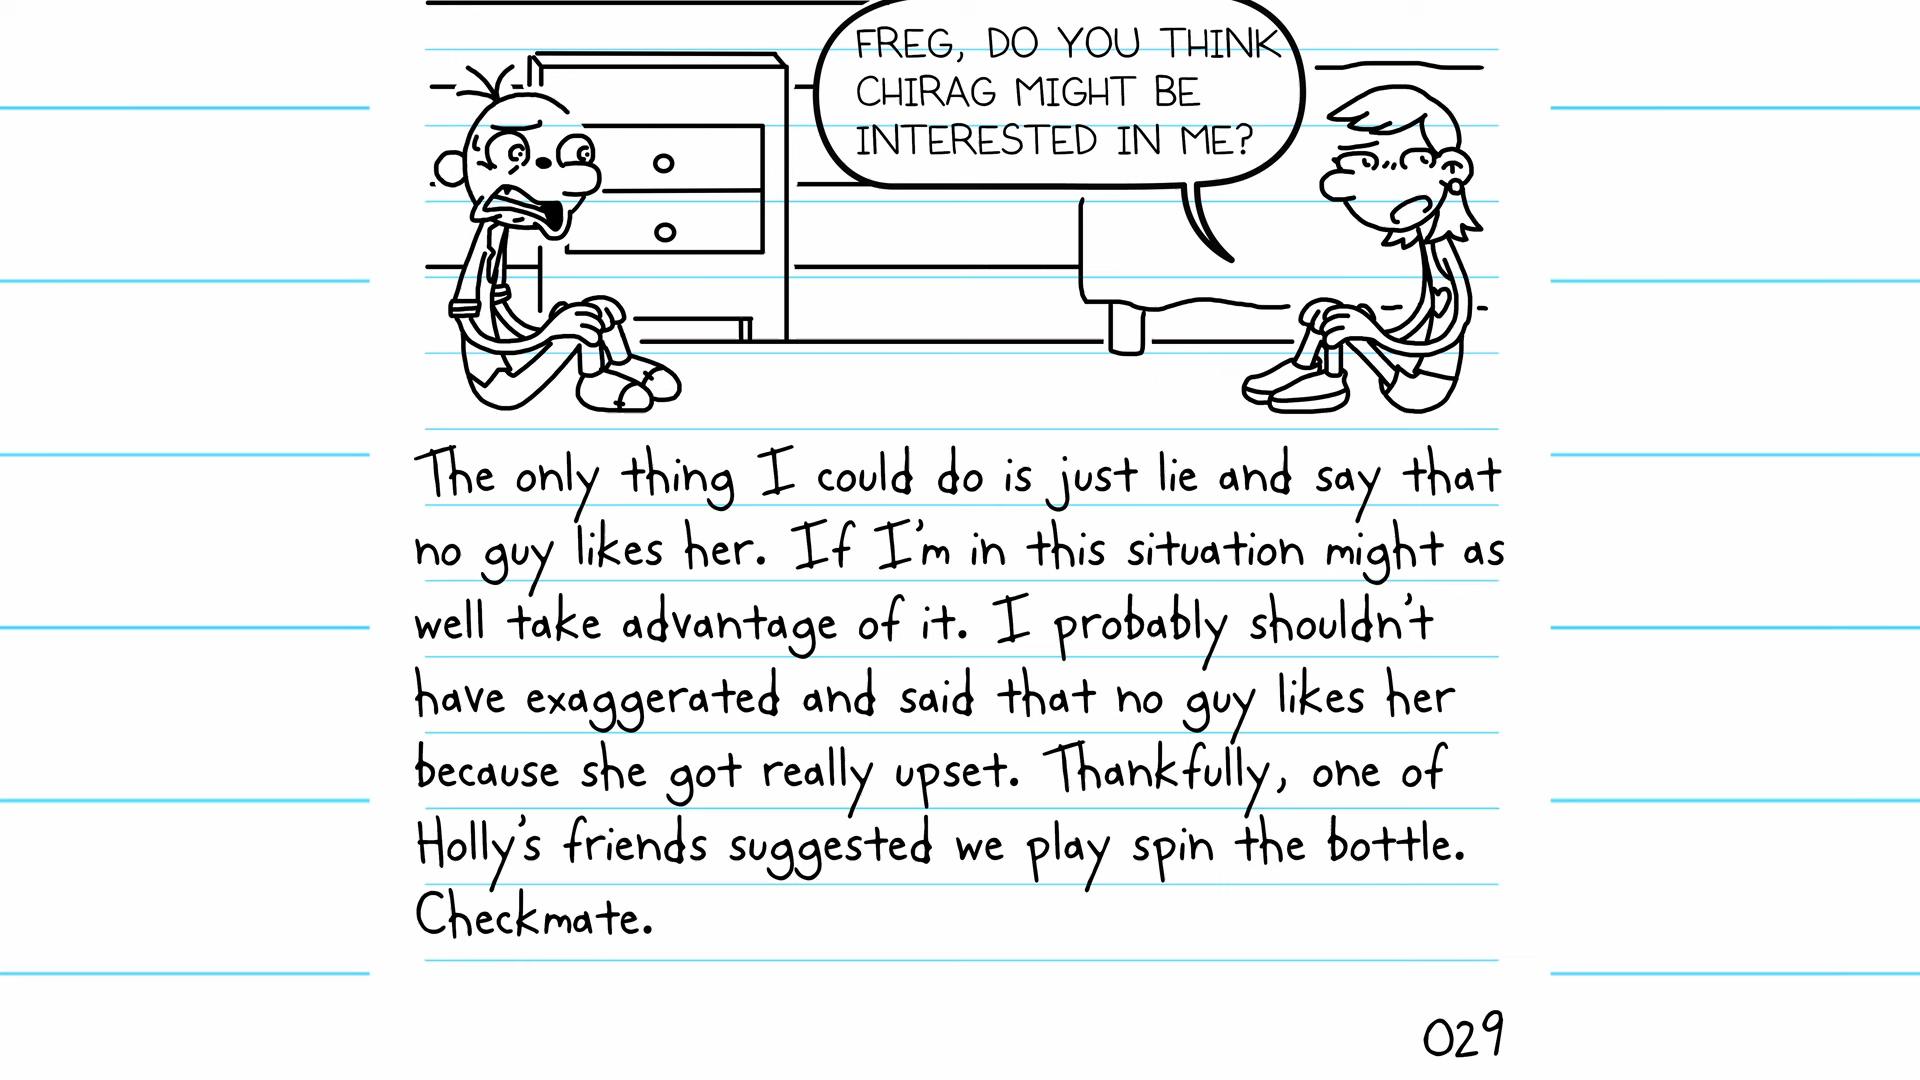 FREG, DO YOU THINK
CHIRAG MIGHT BE
INTERESTED IN ME?
The only thing I could do is just lie and say that
no guy likes her. If I'm in this situation might as
well take advantage of it. I probably shouldn't
have exaggerated and said that no guy likes her
because she got really upset. Thankfully, one of
Holly's friends suggested we play spin the bottle.
Checkmate.
029